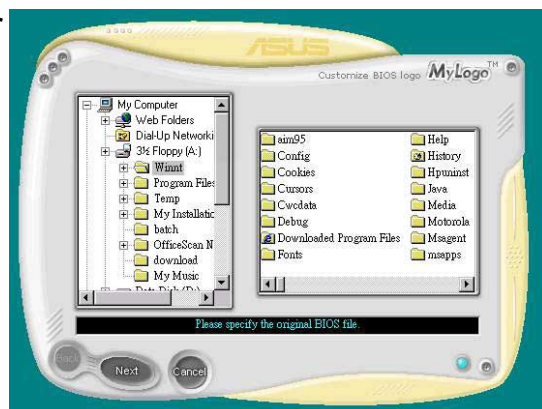 ASUS
Customize BIOS logo MyLogo™
My Computer
Web Folders
Dial-Up Networki
3½ Floppy (A:)
Winnt
Program Files
Temp
My Installatic
batch
OfficeScan N
download
My Music
aim95
Config
Cookies
Cursors
Cwcdata
Debug
Downloaded Program Files
Fonts
Help
History
Hpuninst
Java
Media
Motorola
Msagent
msapps
Please specify the original BIOS file.
Back
Next
Cancel